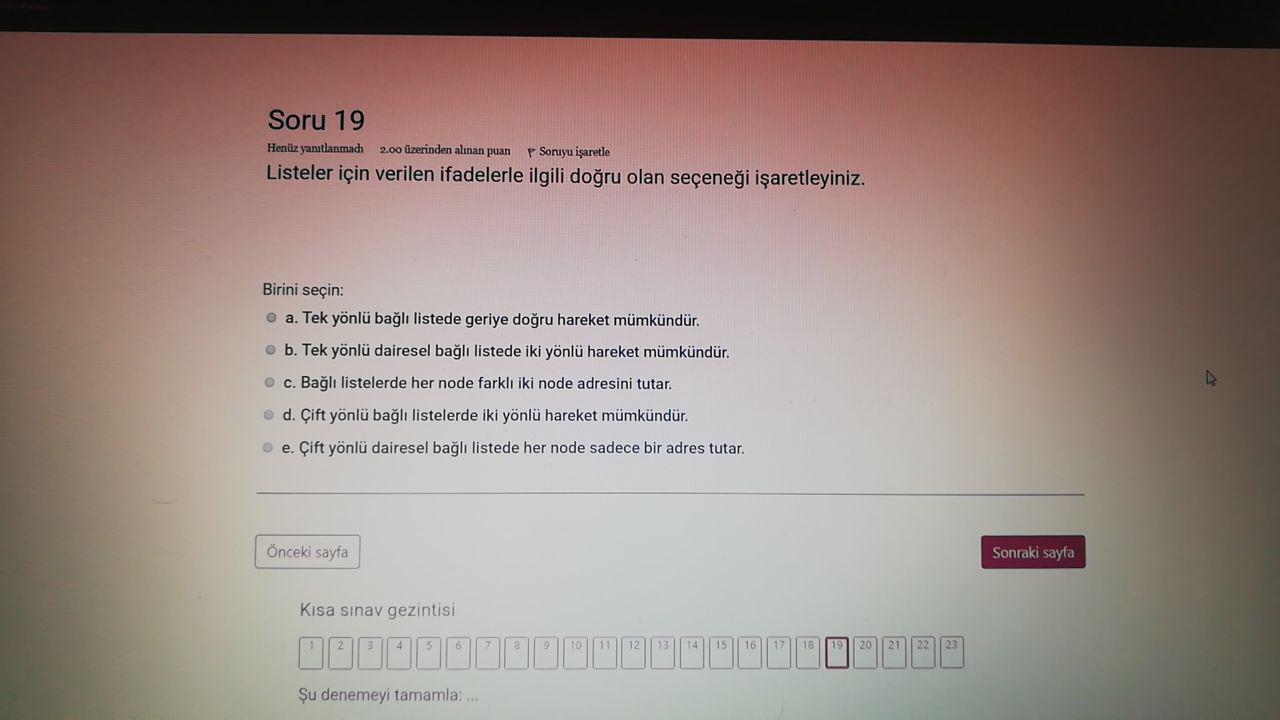 Soru 19
Henüz yanıtlanmadı 2.00 üzerinden alınan puan Soruyu işaretle
Listeler için verilen ifadelerle ilgili doğru olan seçeneği işaretleyiniz.
Birini seçin:
a. Tek yönlü bağlı listede geriye doğru hareket mümkündür.
b. Tek yönlü dairesel bağlı listede iki yönlü hareket mümkündür.
c. Bağlı listelerde her node farklı iki node adresini tutar.
d. Çift yönlü bağlı listelerde iki yönlü hareket mümkündür.
e. Çift yönlü dairesel bağlı listede her node sadece bir adres tutar.
Önceki sayfa Sonraki sayfa
Kısa sınav gezintisi
1 2 3 4 5 6 7 8 9 10 11 12 13 14 15 16 17 18 19 20 21 22 23
Şu denemeyi tamamla: ...